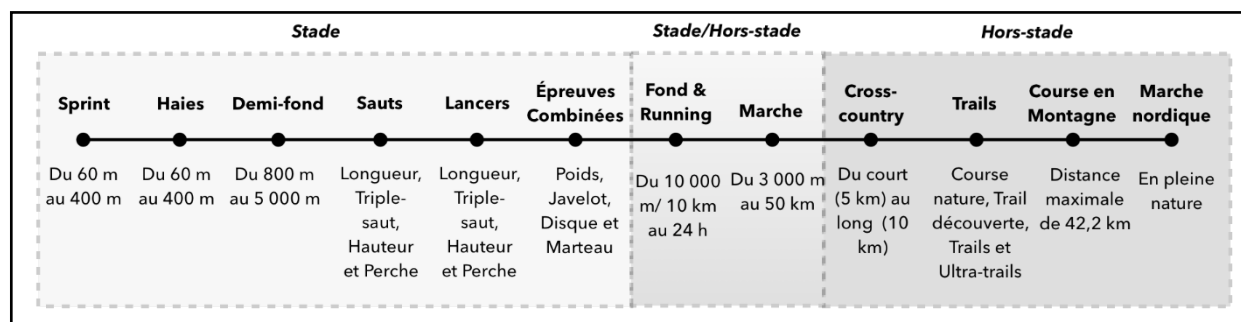 Stade
Stade/Hors-stade
Hors-stade
Sprint
Du 60 m
au 400 m
Haies
Du 60 m
au 400 m
Demi-fond
Du 800 m
au 5 000 m
Sauts
Longueur,
Triple-
saut,
Hauteur
et Perche
Lancers
Longueur,
Triple-
saut,
Hauteur
et Perche
Épreuves
Combinées
Poids,
Javelot,
Disque et
Marteau
Fond &
Running
Du 10 000
m/ 10 km
au 24 h
Marche
Du 3 000 m
au 50 km
Cross-
country
Du court
(5 km) au
long (10
km)
Trails
Course
nature, Trail
découverte,
Trails et
Ultra-trails
Course en
Montagne
Distance
maximale
de 42,2 km
Marche
nordique
En pleine
nature